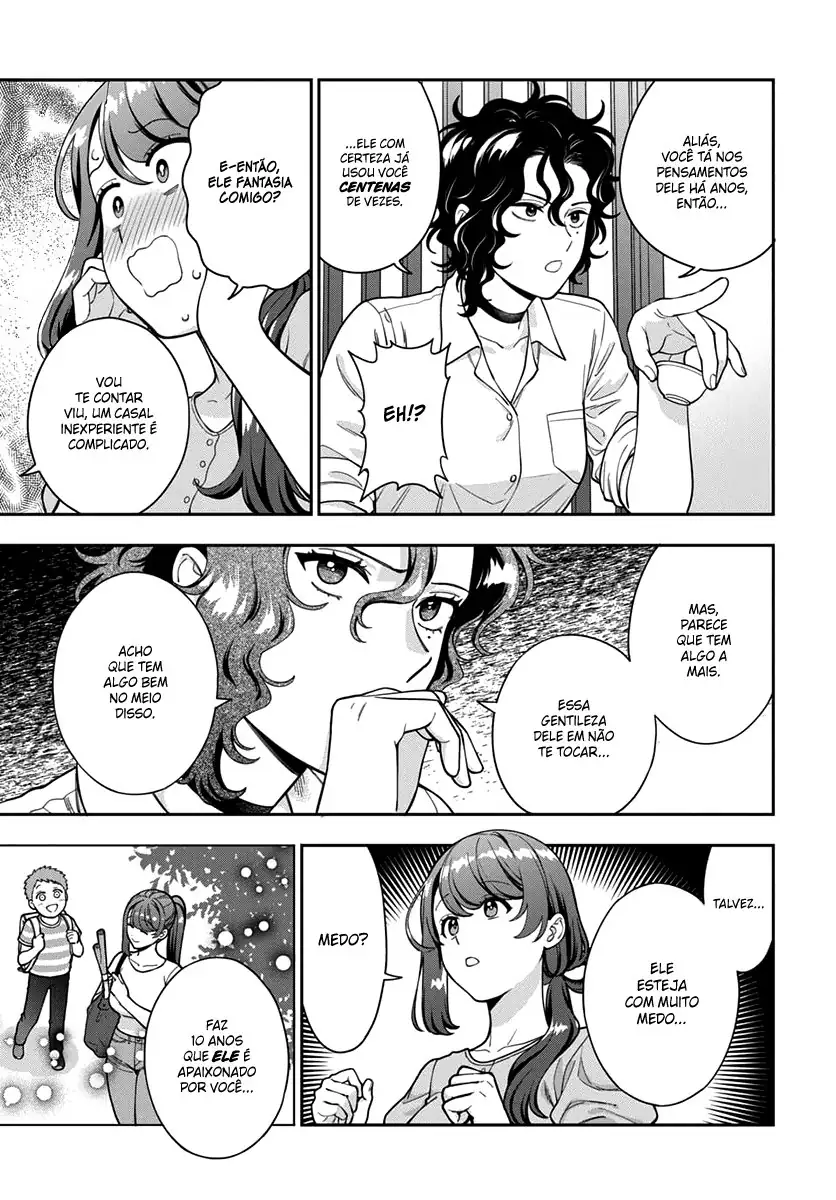 ALIÁS,
VOCÊ TÁ NOS
PENSAMENTOS
DELE HÁ ANOS,
ENTÃO...
...ELE COM
CERTEZA JÁ
USOU VOCÊ
CENTENAS
DE VEZES.
EH!?
E-ENTÃO,
ELE FANTASIA
COMIGO?
VOU
TE CONTAR
VIU, UM CASAL
INEXPERIENTE É
COMPLICADO.
MAS,
PARECE
QUE TEM
ALGO A
MAIS.
ESSA
GENTILEZA
DELE EM NÃO
TE TOCAR...
ACHO
QUE TEM
ALGO BEM
NO MEIO
DISSO.
TALVEZ...
ELE
ESTEJA
COM MUITO
MEDO...
MEDO?
FAZ
10 ANOS
QUE ELE É
APAIXONADO
POR VOCÊ...